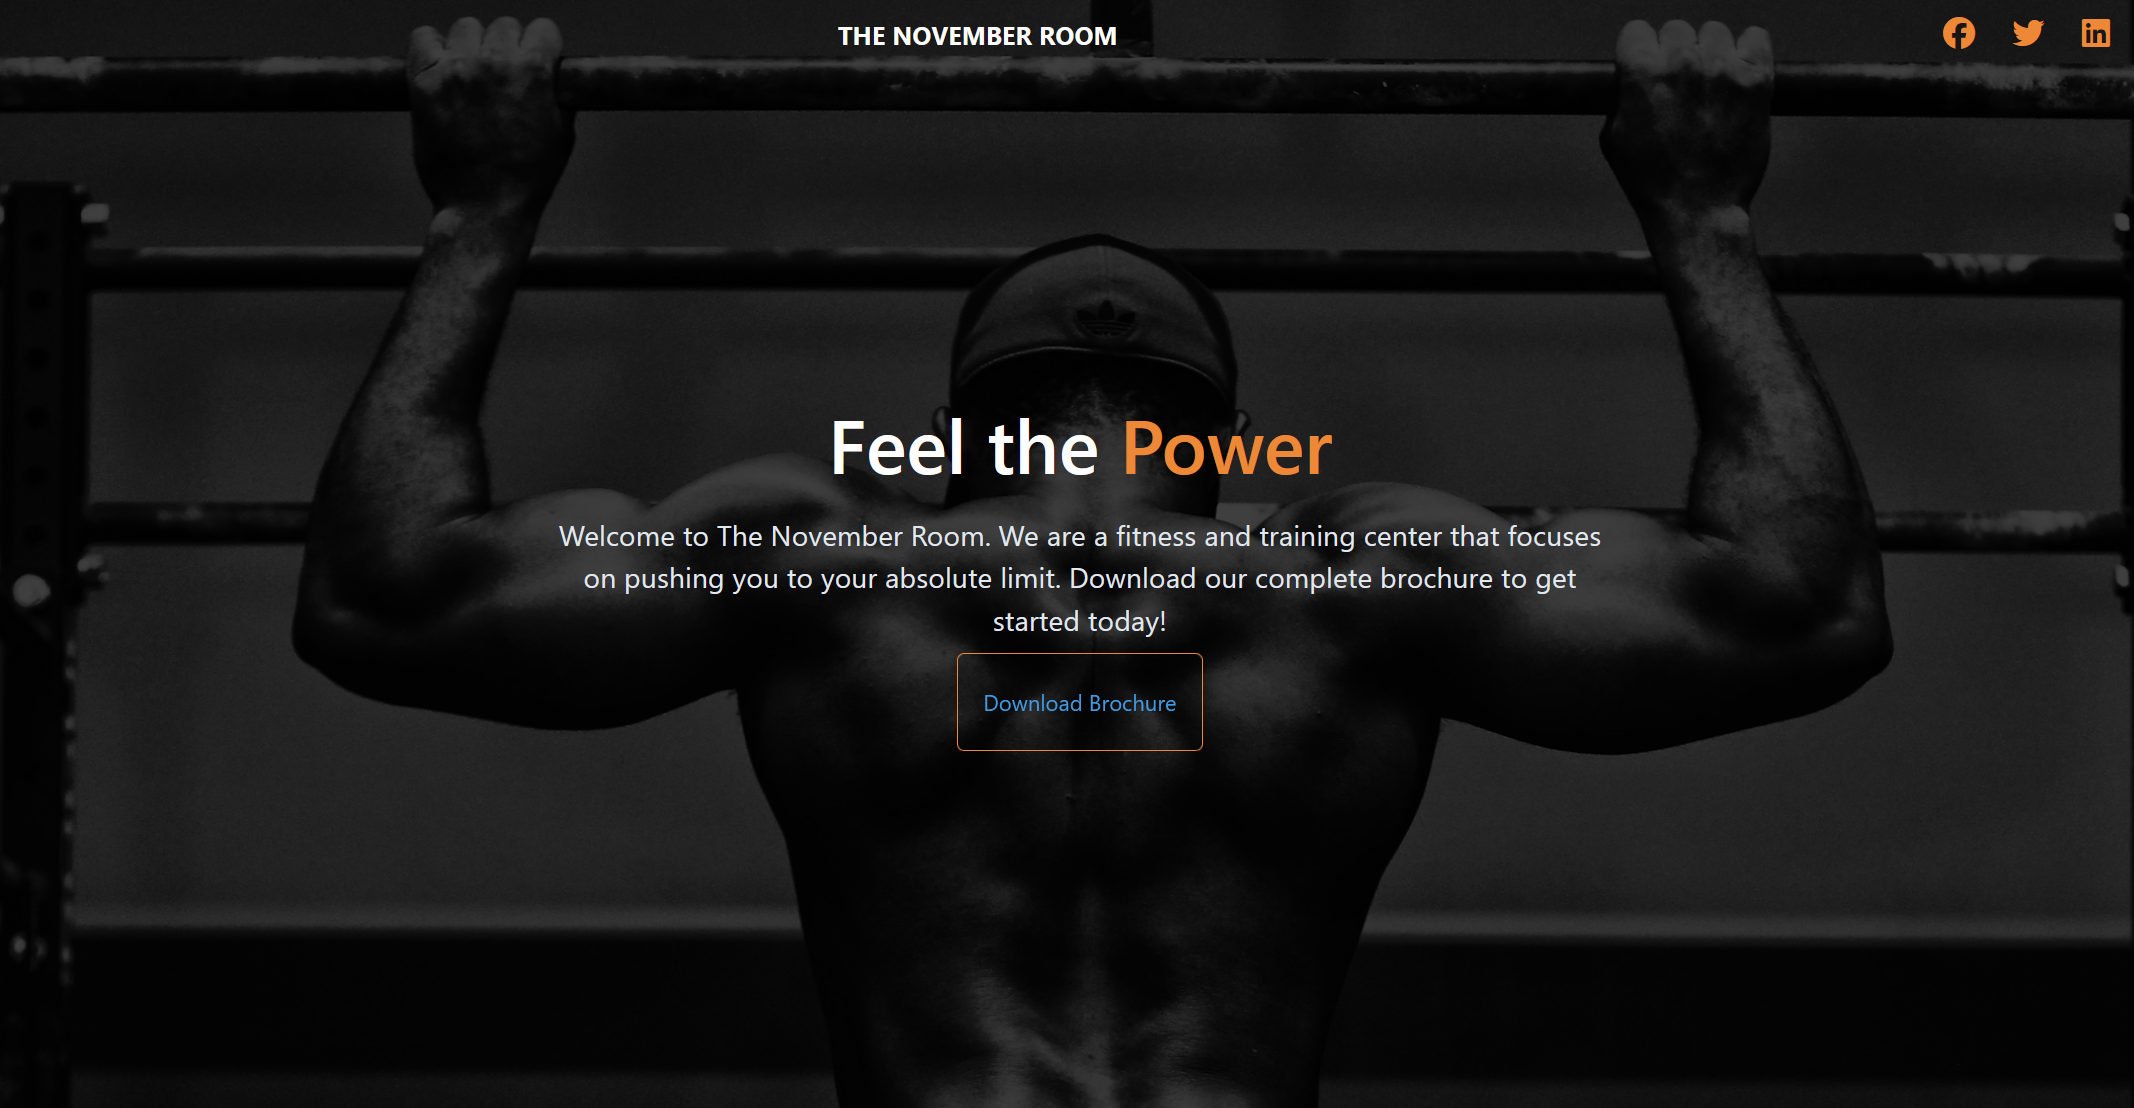 THE NOVEMBER ROOM
Feel the Power
Welcome to The November Room. We are a fitness and training center that focuses
on pushing you to your absolute limit. Download our complete brochure to get
started today!
Download Brochure